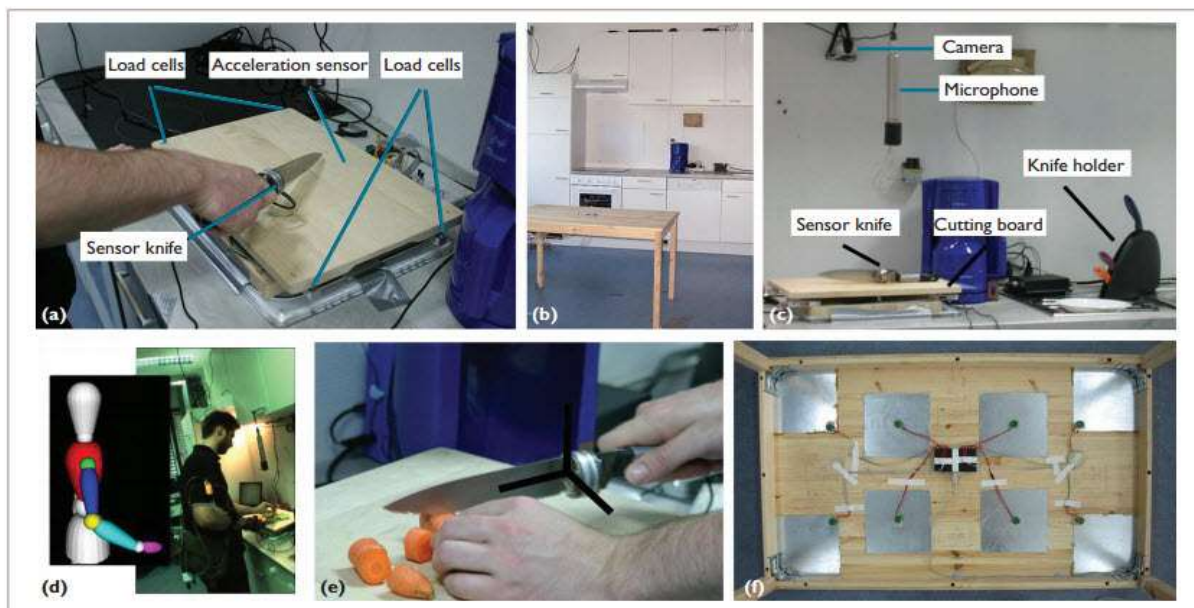 Load cells
Acceleration sensor
Load cells
Sensor knife
(a)
(b)
Camera
Microphone
Knife holder
Sensor knife
Cutting board
(c)
(d)
(e)
(f)